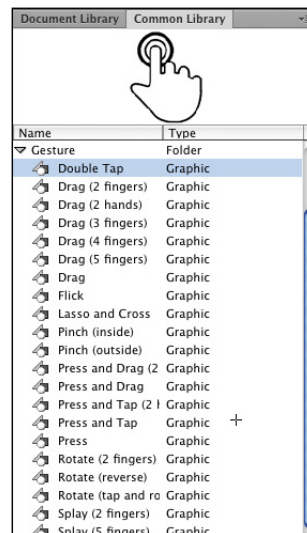 Document Library Common Library
Name Type
Gesture Folder
Double Tap Graphic
Drag (2 fingers) Graphic
Drag (2 hands) Graphic
Drag (3 fingers) Graphic
Drag (4 fingers) Graphic
Drag (5 fingers) Graphic
Drag Graphic
Flick Graphic
Lasso and Cross Graphic
Pinch (inside) Graphic
Pinch (outside) Graphic
Press and Drag (2 Graphic
Press and Drag Graphic
Press and Tap (2 h Graphic
Press and Tap Graphic
Press Graphic
Rotate (2 fingers) Graphic
Rotate (reverse) Graphic
Rotate (tap and ro Graphic
Splay (2 fingers) Graphic
Splay (5 fingers) Graphic